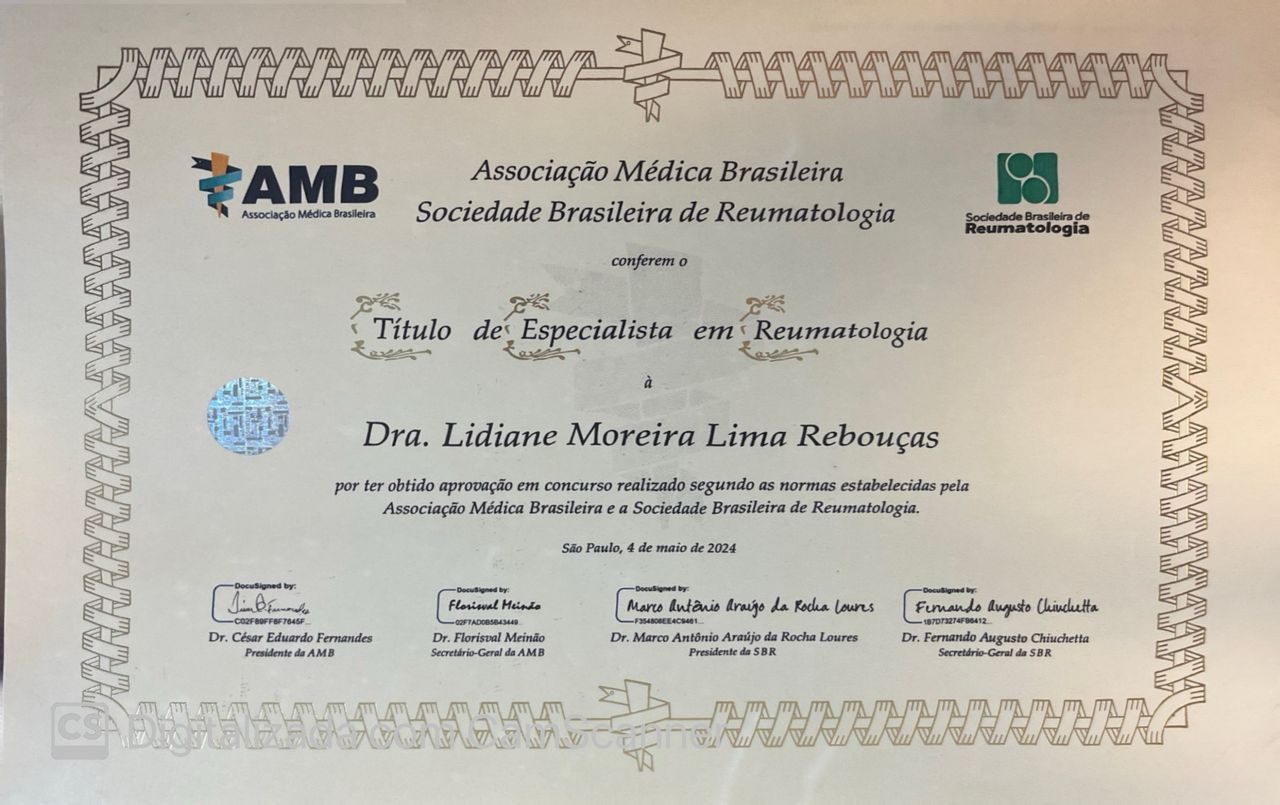 AMB
Associação Médica Brasileira
Associação Médica Brasileira
Sociedade Brasileira de Reumatologia
Sociedade Brasileira de
Reumatologia
conferem o
Título de Especialista em Reumatologia
à
Dra. Lidiane Moreira Lima Rebouças
por ter obtido aprovação em concurso realizado segundo as normas estabelecidas pela
Associação Médica Brasileira e a Sociedade Brasileira de Reumatologia.
São Paulo, 4 de maio de 2024
DocuSigned by:
C02F89FF6F7645F...
Dr. César Eduardo Fernandes
Presidente da AMB
DocuSigned by:
Florisval Meinão
02F7AD0B5B43449...
Dr. Florisval Meinão
Secretário-Geral da AMB
DocuSigned by:
Marco Antônio Araújo da Rocha Loures
F354806EE4C9461...
Dr. Marco Antônio Araújo da Rocha Loures
Presidente da SBR
DocuSigned by:
Fernando Augusto Chiuchetta
1B7D73274FB6412...
Dr. Fernando Augusto Chiuchetta
Secretário-Geral da SBR
CS Digitalizada com CamScanner